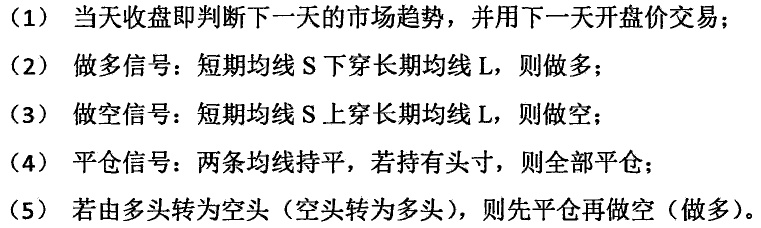 （1） 当天收盘即判断下一天的市场趋势，并用下一天开盘价交易；
（2） 做多信号：短期均线 S 下穿长期均线 L，则做多；
（3） 做空信号：短期均线 S 上穿长期均线 L，则做空；
（4） 平仓信号：两条均线持平，若持有头寸，则全部平仓；
（5） 若由多头转为空头（空头转为多头），则先平仓再做空（做多）。